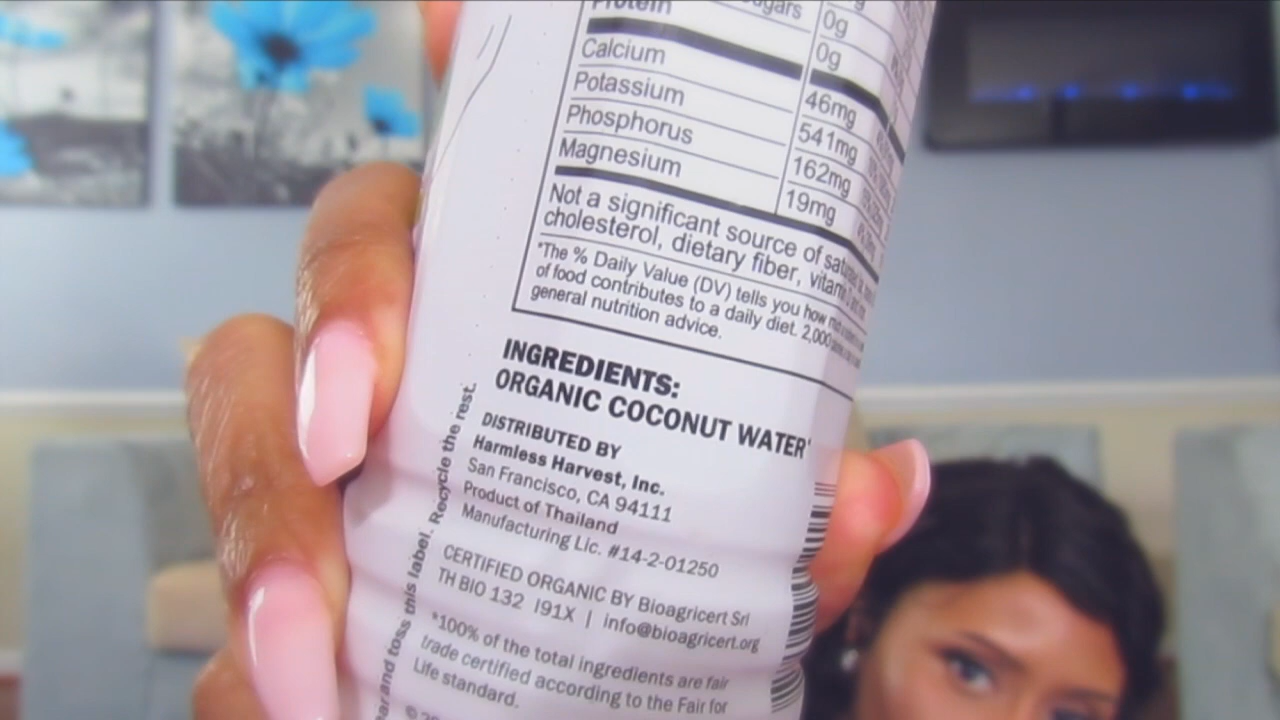 Sugars 0g
Protein 0g
Calcium 46mg
Potassium 541mg
Phosphorus 162mg
Magnesium 19mg
Not a significant source of
cholesterol, dietary fiber, vitamin
*The % Daily Value (DV) tells you how
of food contributes to a daily diet. 2,000
general nutrition advice.
INGREDIENTS:
ORGANIC COCONUT WATER*
DISTRIBUTED BY
Harmless Harvest, Inc.
San Francisco, CA 94111
Product of Thailand
Manufacturing Lic. #14-2-01250
CERTIFIED ORGANIC BY Bioagricert Srl
TH BIO 132 I91X | info@bioagricert.org
*100% of the total ingredients are fair
trade certified according to the Fair for
Life standard.
and toss this label. Recycle the rest.